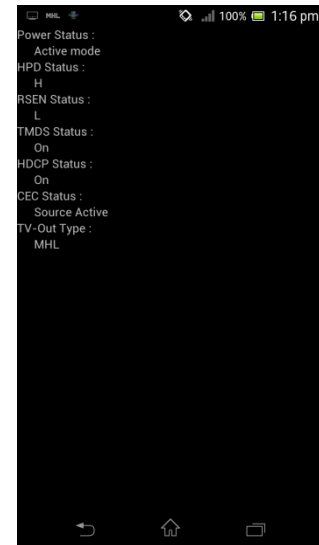 MHL 100% 1:16 pm
Power Status :
Active mode
HPD Status :
H
RSEN Status :
L
TMDS Status :
On
HDCP Status :
On
CEC Status :
Source Active
TV-Out Type :
MHL